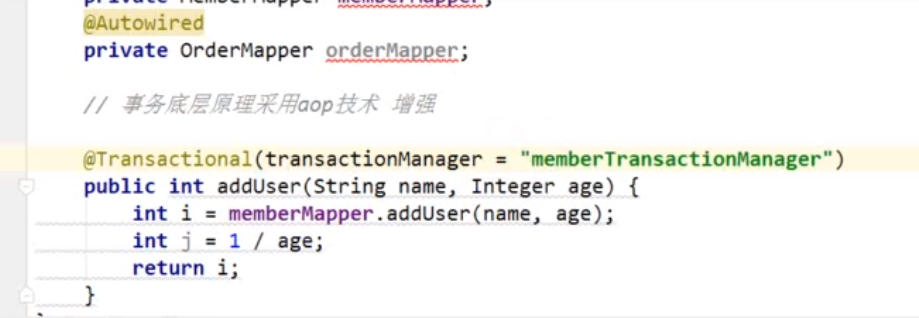 private MemberMapper memberMapper;
@Autowired
private OrderMapper orderMapper;
// 事务底层原理采用aop技术 增强
@Transactional(transactionManager = "memberTransactionManager")
public int addUser(String name, Integer age) {
int i = memberMapper.addUser(name, age);
int j = 1 / age;
return i;
}